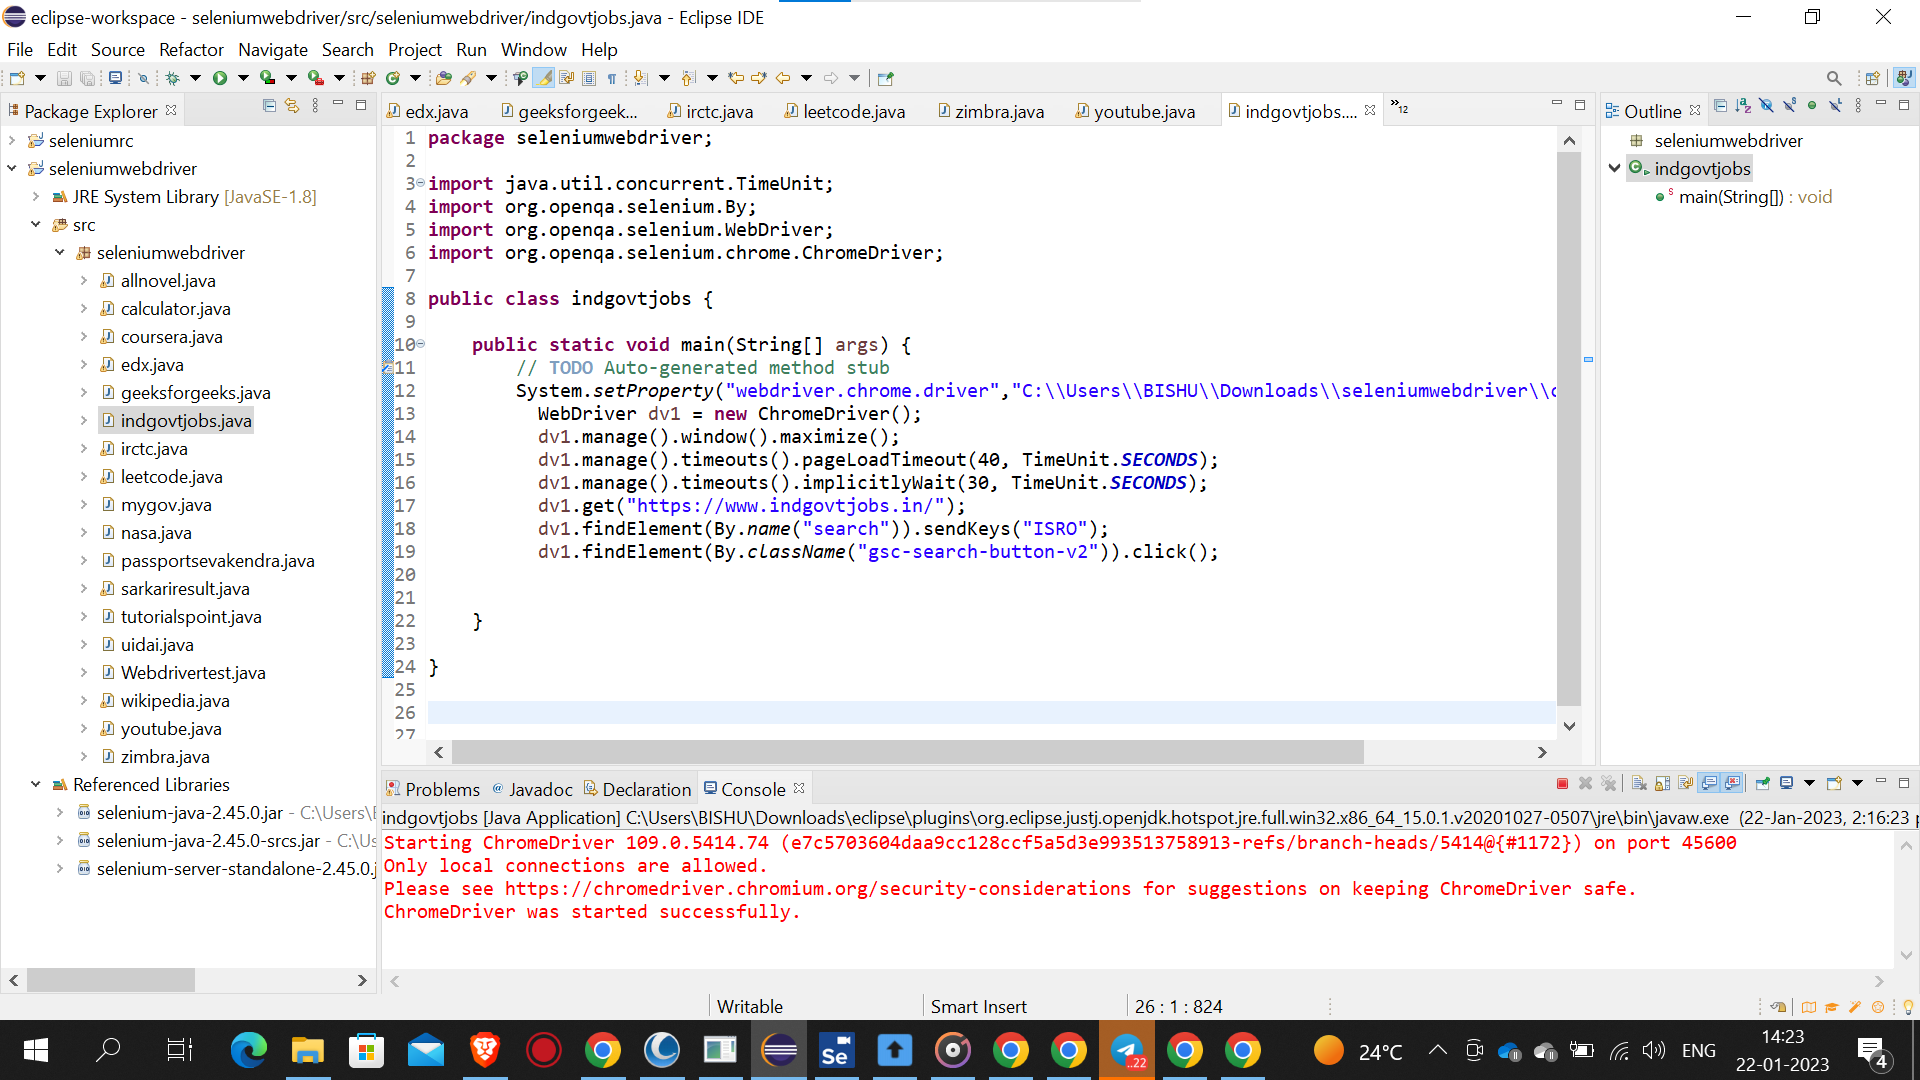 eclipse-workspace - seleniumwebdriver/src/seleniumwebdriver/indgovtjobs.java - Eclipse IDE
File Edit Source Refactor Navigate Search Project Run Window Help
Package Explorer
seleniumrc
seleniumwebdriver
JRE System Library [JavaSE-1.8]
src
seleniumwebdriver
allnovel.java
calculator.java
coursera.java
edx.java
geeksforgeeks.java
indgovtjobs.java
irctc.java
leetcode.java
mygov.java
nasa.java
passportsevakendra.java
sarkariresult.java
tutorialspoint.java
uidai.java
Webdrivertest.java
wikipedia.java
youtube.java
zimbra.java
Referenced Libraries
selenium-java-2.45.0.jar - C:\Users\
selenium-java-2.45.0-srcs.jar - C:\Us
selenium-server-standalone-2.45.0.j
edx.java geeksforgeek... irctc.java leetcode.java zimbra.java youtube.java indgovtjobs.... »12
1 package seleniumwebdriver;
2
3 import java.util.concurrent.TimeUnit;
4 import org.openqa.selenium.By;
5 import org.openqa.selenium.WebDriver;
6 import org.openqa.selenium.chrome.ChromeDriver;
7
8 public class indgovtjobs {
9
10 public static void main(String[] args) {
11 // TODO Auto-generated method stub
12 System.setProperty("webdriver.chrome.driver","C:\\Users\\BISHU\\Downloads\\seleniumwebdriver\\c
13 WebDriver dv1 = new ChromeDriver();
14 dv1.manage().window().maximize();
15 dv1.manage().timeouts().pageLoadTimeout(40, TimeUnit.SECONDS);
16 dv1.manage().timeouts().implicitlyWait(30, TimeUnit.SECONDS);
17 dv1.get("https://www.indgovtjobs.in/");
18 dv1.findElement(By.name("search")).sendKeys("ISRO");
19 dv1.findElement(By.className("gsc-search-button-v2")).click();
20
21
22 }
23
24 }
25
26
27
Outline
seleniumwebdriver
indgovtjobs
main(String[]) : void
Problems Javadoc Declaration Console
indgovtjobs [Java Application] C:\Users\BISHU\Downloads\eclipse\plugins\org.eclipse.justj.openjdk.hotspot.jre.full.win32.x86_64_15.0.1.v20201027-0507\jre\bin\javaw.exe (22-Jan-2023, 2:16:23 p
Starting ChromeDriver 109.0.5414.74 (e7c5703604daa9cc128ccf5a5d3e993513758913-refs/branch-heads/5414@{#1172}) on port 45600
Only local connections are allowed.
Please see https://chromedriver.chromium.org/security-considerations for suggestions on keeping ChromeDriver safe.
ChromeDriver was started successfully.
Writable Smart Insert 26 : 1 : 824
Se ..22 24°C ENG 14:23
22-01-2023 4